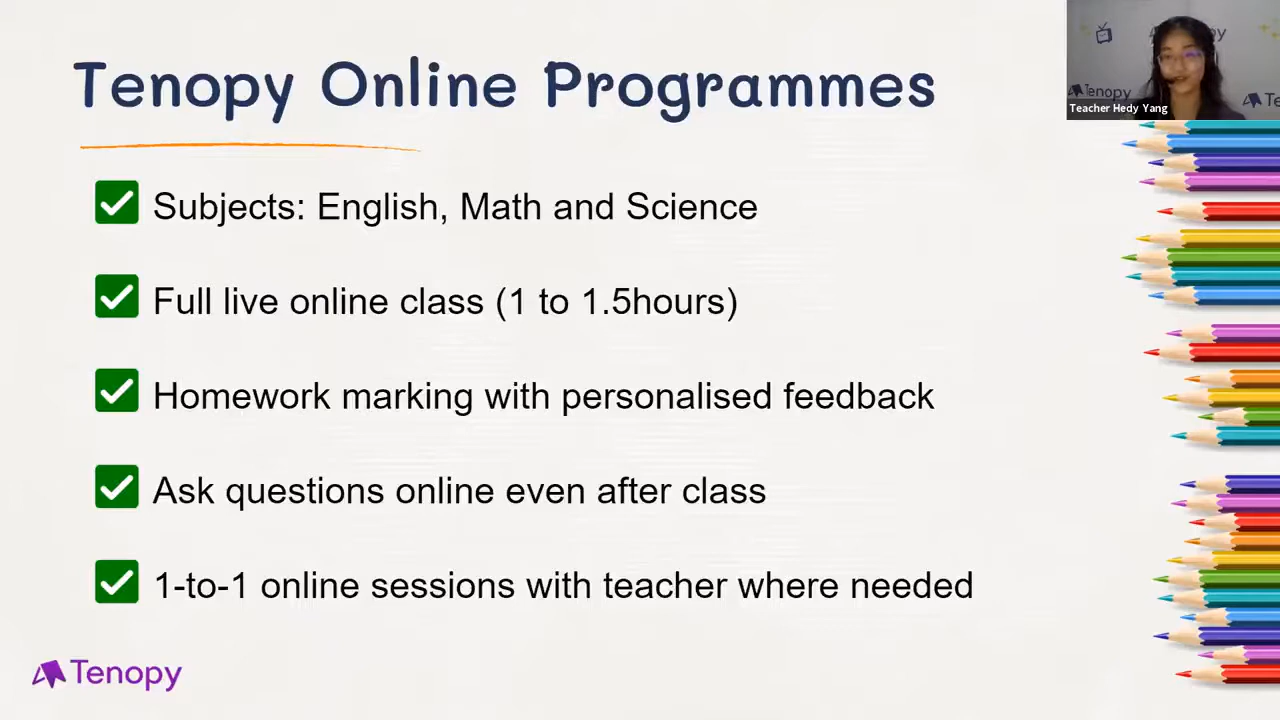 Tenopy Online Programmes
Teacher Hedy Yang
Tenopy
Subjects: English, Math and Science
Full live online class (1 to 1.5hours)
Homework marking with personalised feedback
Ask questions online even after class
1-to-1 online sessions with teacher where needed
Tenopy